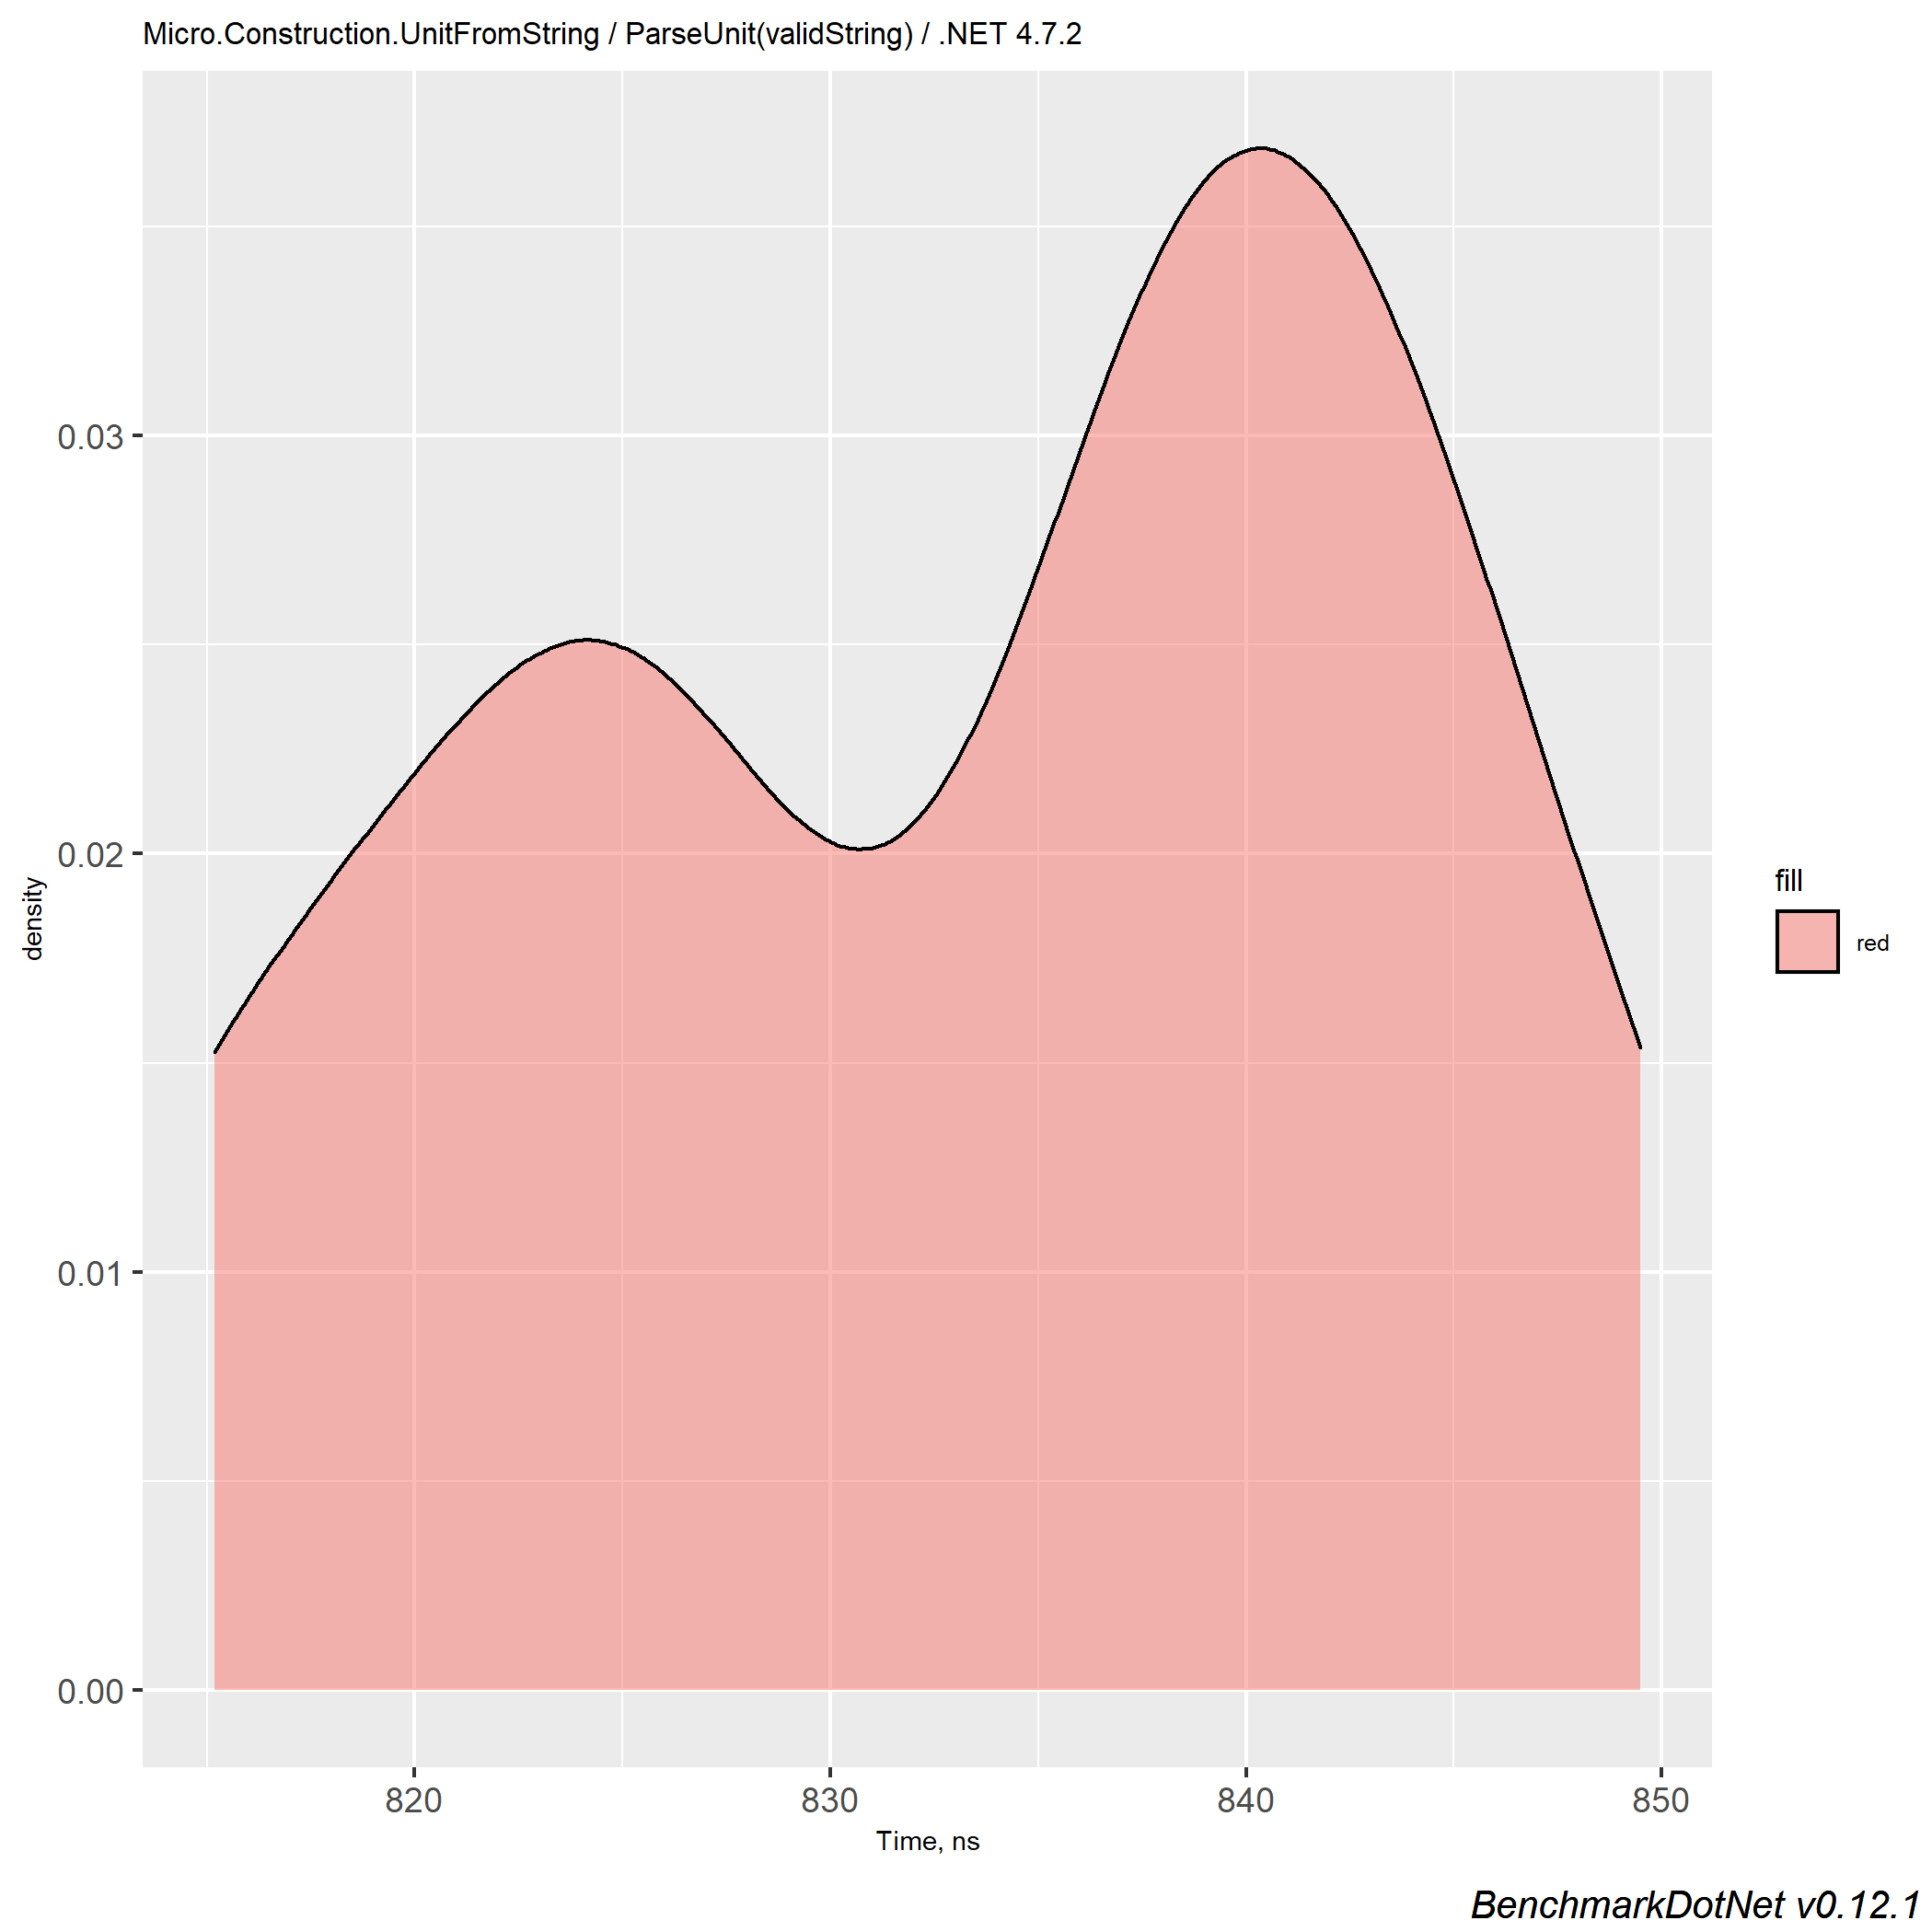 Micro.Construction.UnitFromString / ParseUnit(validString) / .NET 4.7.2
0.03
0.02
0.01
0.00
density
820 830 840 850
Time, ns
fill
red
BenchmarkDotNet v0.12.1